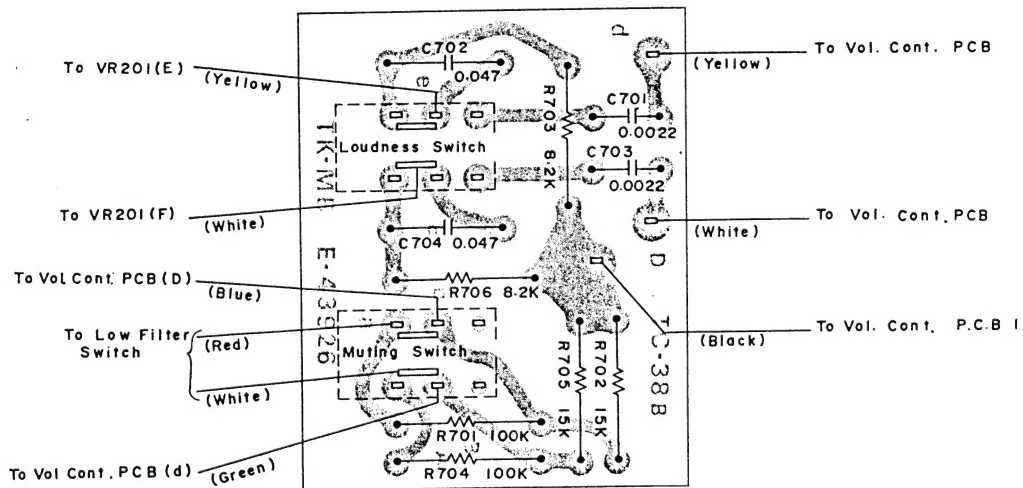 C702
0.047
d
To Vol. Cont. PCB
(Yellow)
To VR201(E)
(Yellow)
e
R703
8.2K
C701
0.0022
Loudness Switch
C703
0.0022
To VR201(F)
(White)
C704 0.047
To Vol. Cont. PCB
(White)
D
To Vol. Cont. PCB (D)
(Blue)
R706 8.2K
E-43926
To Low Filter
Switch
(Red)
(White)
Muting Switch
To Vol. Cont. P.C.B
(Black)
R705
15K
R702
15K
38B
R701 100K
R704 100K
To Vol Cont. PCB (d)
(Green)